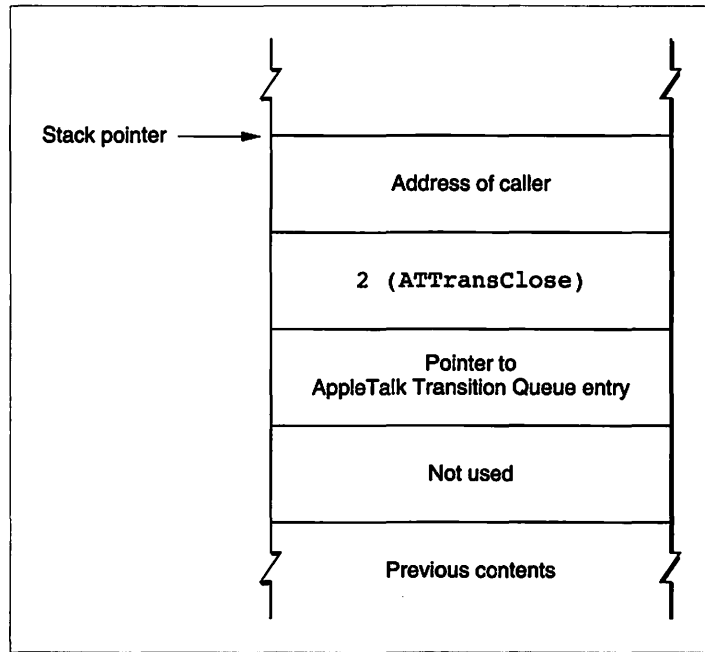 Stack pointer
Address of caller
2 (ATTransClose)
Pointer to
AppleTalk Transition Queue entry
Not used
Previous contents